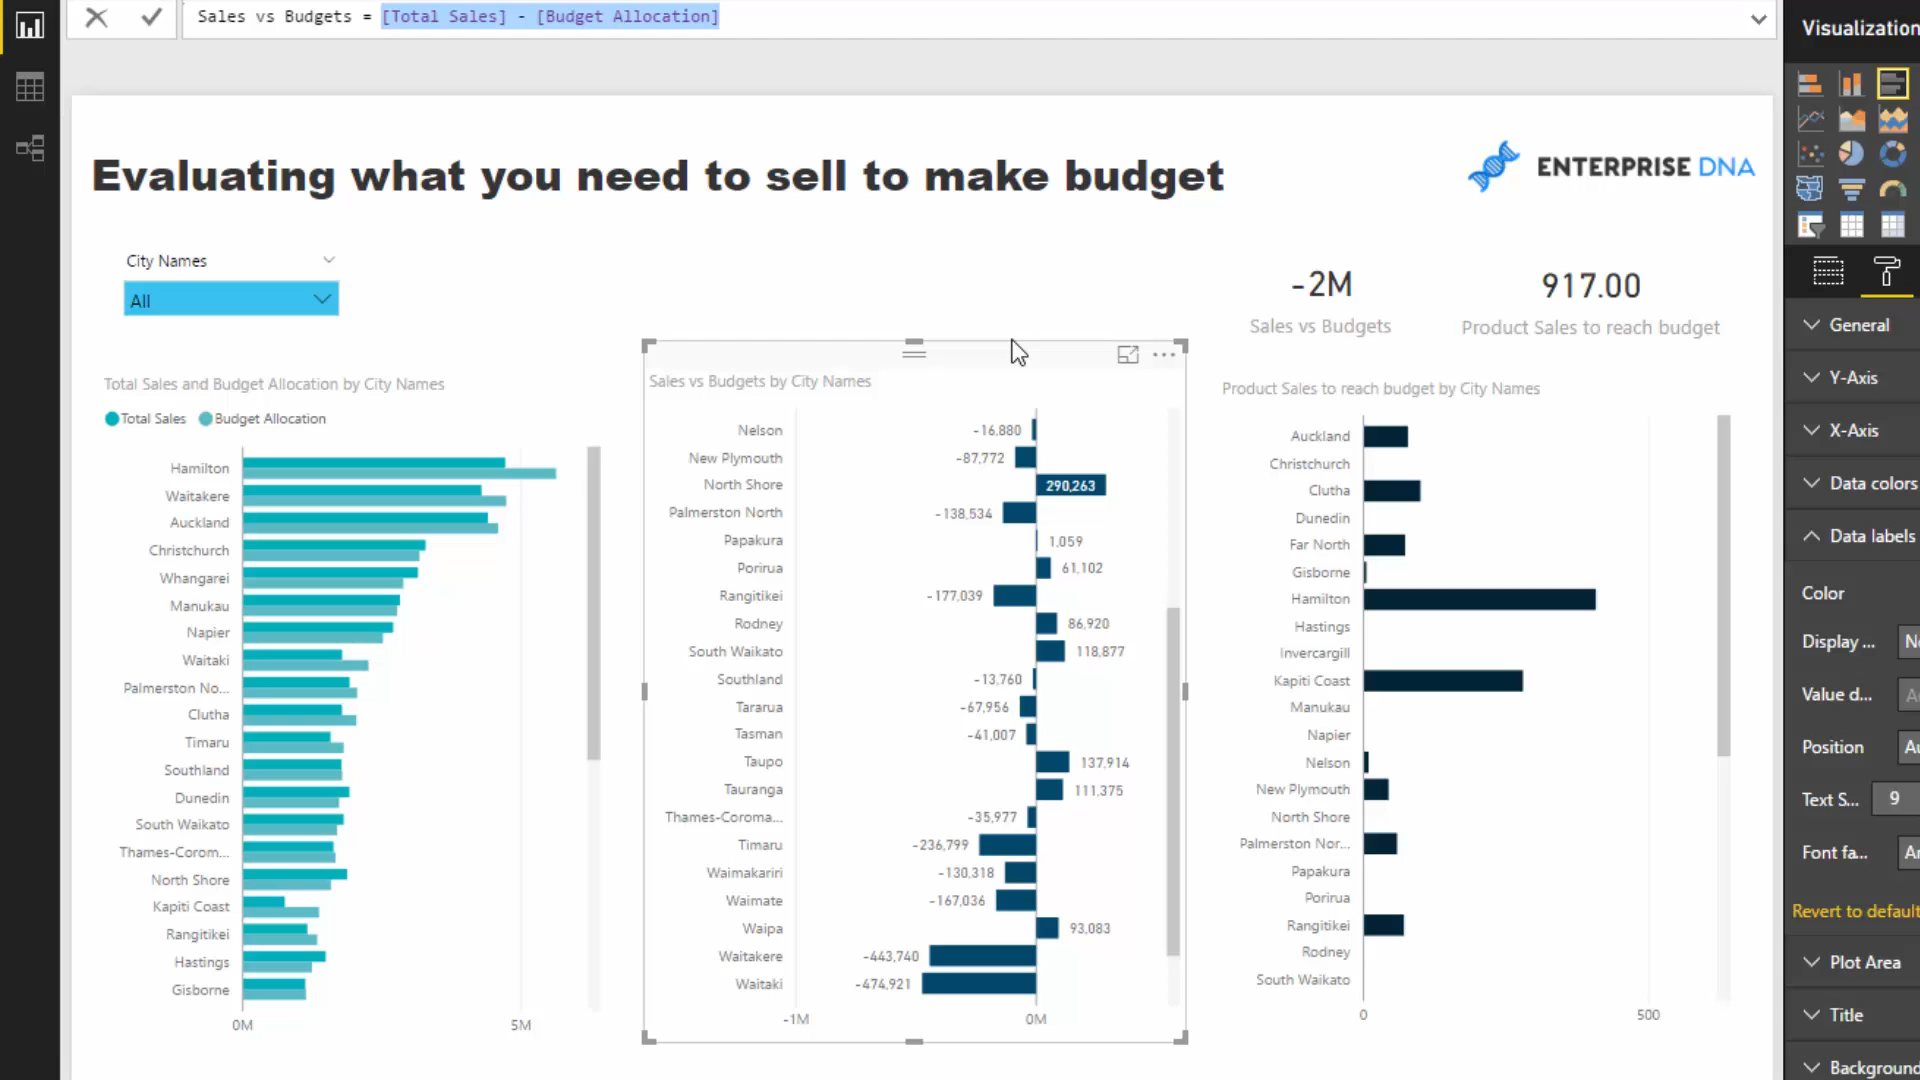 Sales vs Budgets = [Total Sales] - [Budget Allocation]
Visualization
Evaluating what you need to sell to make budget
ENTERPRISE DNA
City Names
All
-2M
Sales vs Budgets
917.00
Product Sales to reach budget
Total Sales and Budget Allocation by City Names
Total Sales
Budget Allocation
Hamilton
Waitakere
Auckland
Christchurch
Whangarei
Manukau
Napier
Waitaki
Palmerston No...
Clutha
Timaru
Southland
Dunedin
South Waikato
Thames-Corom...
North Shore
Kapiti Coast
Rangitikei
Hastings
Gisborne
0M
5M
Sales vs Budgets by City Names
Nelson -16,880
New Plymouth -87,772
North Shore 290,263
Palmerston North -138,534
Papakura 1,059
Porirua 61,102
Rangitikei -177,039
Rodney 86,920
South Waikato 118,877
Southland -13,760
Tararua -67,956
Tasman -41,007
Taupo 137,914
Tauranga 111,375
Thames-Coroma... -35,977
Timaru -236,799
Waimakariri -130,318
Waimate -167,036
Waipa 93,083
Waitakere -443,740
Waitaki -474,921
-1M
0M
Product Sales to reach budget by City Names
Auckland
Christchurch
Clutha
Dunedin
Far North
Gisborne
Hamilton
Hastings
Invercargill
Kapiti Coast
Manukau
Napier
Nelson
New Plymouth
North Shore
Palmerston Nor...
Papakura
Porirua
Rangitikei
Rodney
South Waikato
0
500
General
Y-Axis
X-Axis
Data colors
Data labels
Color
Display ...
Value d...
Position
Text S... 9
Font fa...
Revert to default
Plot Area
Title
Background